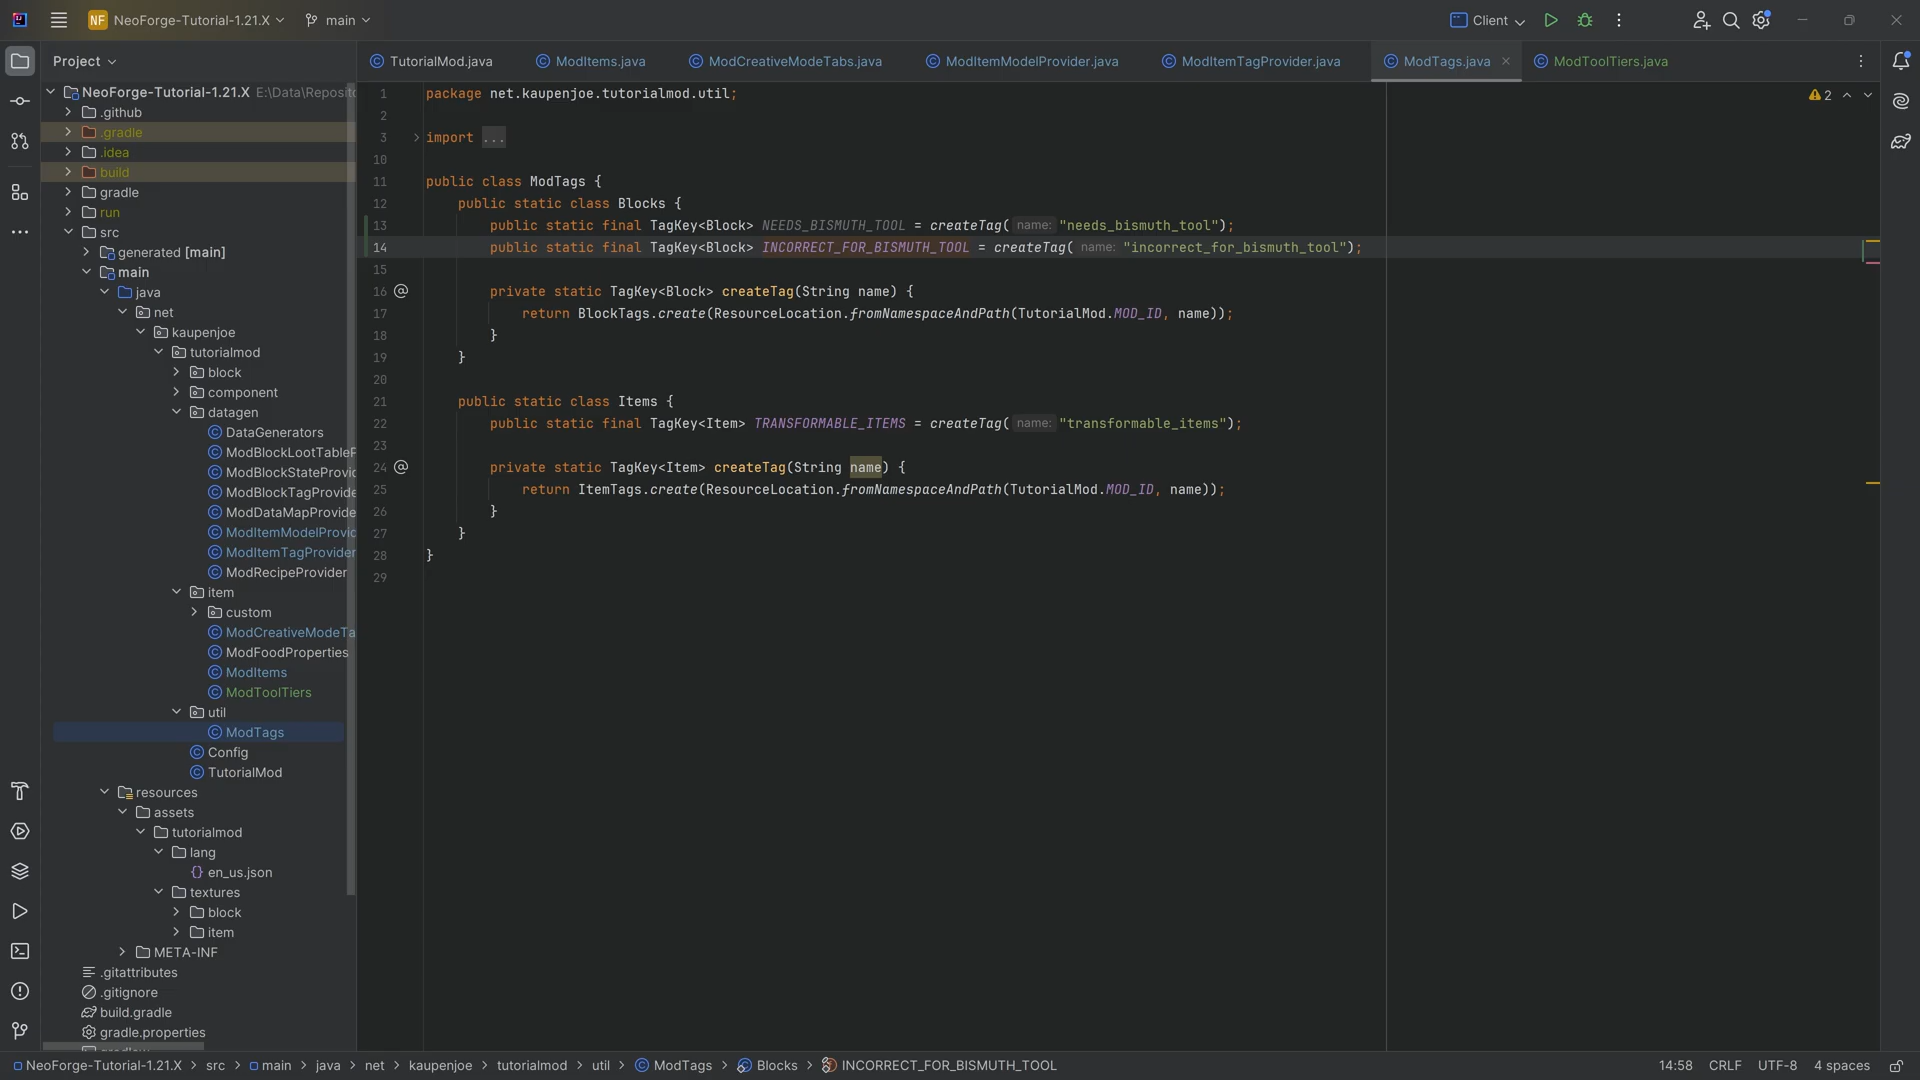 NF NeoForge-Tutorial-1.21.X main Client
Project
TutorialMod.java ModItems.java ModCreativeModeTabs.java ModItemModelProvider.java ModItemTagProvider.java ModTags.java ModToolTiers.java
NeoForge-Tutorial-1.21.X E:\Data\Reposito
.github
.gradle
.idea
build
gradle
run
src
generated [main]
main
java
net
kaupenjoe
tutorialmod
block
component
datagen
DataGenerators
ModBlockLootTableP
ModBlockStateProvid
ModBlockTagProvide
ModDataMapProvide
ModItemModelProvid
ModItemTagProvider
ModRecipeProvider
item
custom
ModCreativeModeTa
ModFoodProperties
ModItems
ModToolTiers
util
ModTags
Config
TutorialMod
resources
assets
tutorialmod
lang
en_us.json
textures
block
item
META-INF
.gitattributes
.gitignore
build.gradle
gradle.properties
1 package net.kaupenjoe.tutorialmod.util;
2
3 import ...
10
11 public class ModTags {
12 public static class Blocks {
13 public static final TagKey<Block> NEEDS_BISMUTH_TOOL = createTag( name: "needs_bismuth_tool");
14 public static final TagKey<Block> INCORRECT_FOR_BISMUTH_TOOL = createTag( name: "incorrect_for_bismuth_tool");
15
16 private static TagKey<Block> createTag(String name) {
17 return BlockTags.create(ResourceLocation.fromNamespaceAndPath(TutorialMod.MOD_ID, name));
18 }
19 }
20
21 public static class Items {
22 public static final TagKey<Item> TRANSFORMABLE_ITEMS = createTag( name: "transformable_items");
23
24 private static TagKey<Item> createTag(String name) {
25 return ItemTags.create(ResourceLocation.fromNamespaceAndPath(TutorialMod.MOD_ID, name));
26 }
27 }
28 }
29
2
NeoForge-Tutorial-1.21.X > src > main > java > net > kaupenjoe > tutorialmod > util > ModTags > Blocks > INCORRECT_FOR_BISMUTH_TOOL 14:58 CRLF UTF-8 4 spaces